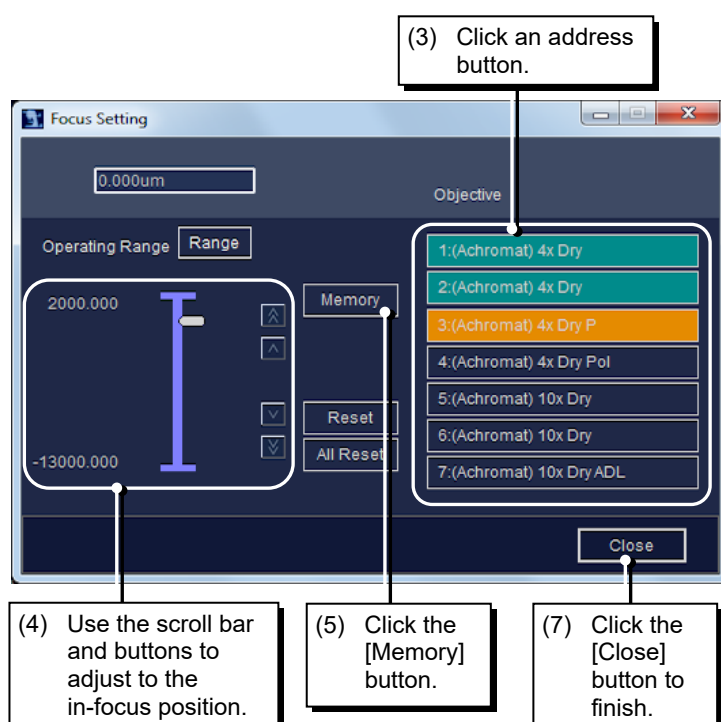 (3) Click an address
button.
Focus Setting
0.000um
Objective
Operating Range Range
1:(Achromat) 4x Dry
2:(Achromat) 4x Dry
3:(Achromat) 4x Dry P
4:(Achromat) 4x Dry Pol
5:(Achromat) 10x Dry
6:(Achromat) 10x Dry
7:(Achromat) 10x Dry ADL
2000.000
-13000.000
Memory
Reset
All Reset
Close
(4) Use the scroll bar
and buttons to
adjust to the
in-focus position.
(5) Click the
[Memory]
button.
(7) Click the
[Close]
button to
finish.